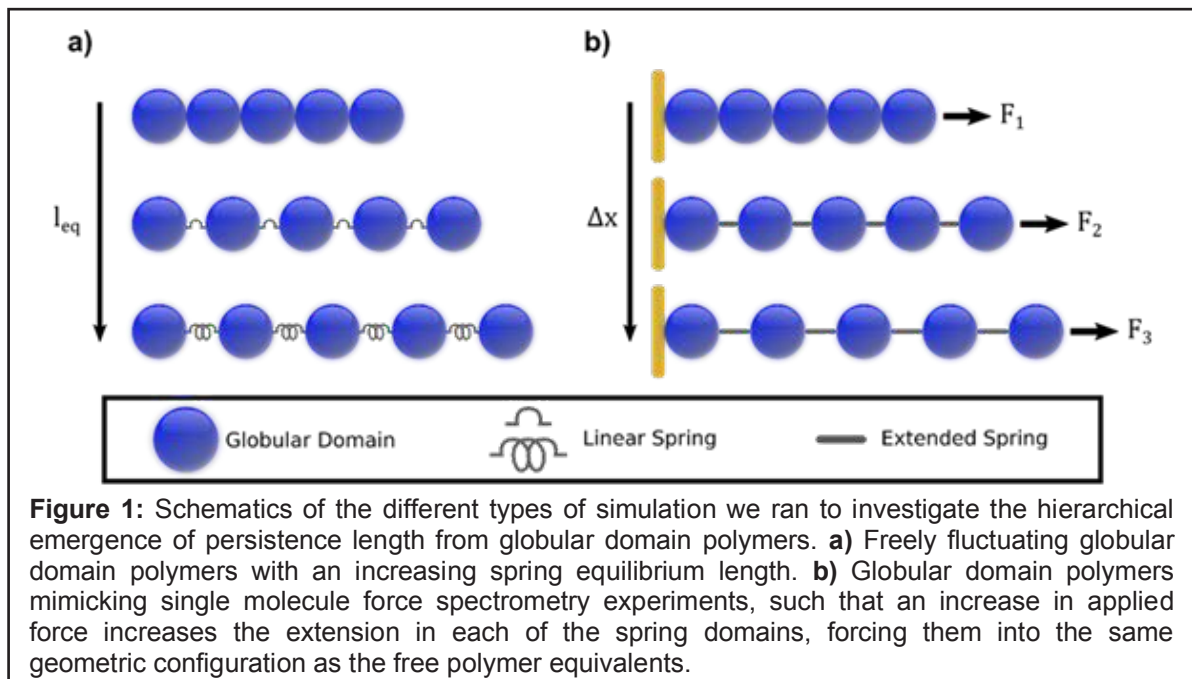 a)
b)
F1
l_eq
F2
Δx
F3
Globular Domain
Linear Spring
Extended Spring
Figure 1: Schematics of the different types of simulation we ran to investigate the hierarchical
emergence of persistence length from globular domain polymers. a) Freely fluctuating globular
domain polymers with an increasing spring equilibrium length. b) Globular domain polymers
mimicking single molecule force spectrometry experiments, such that an increase in applied
force increases the extension in each of the spring domains, forcing them into the same
geometric configuration as the free polymer equivalents.